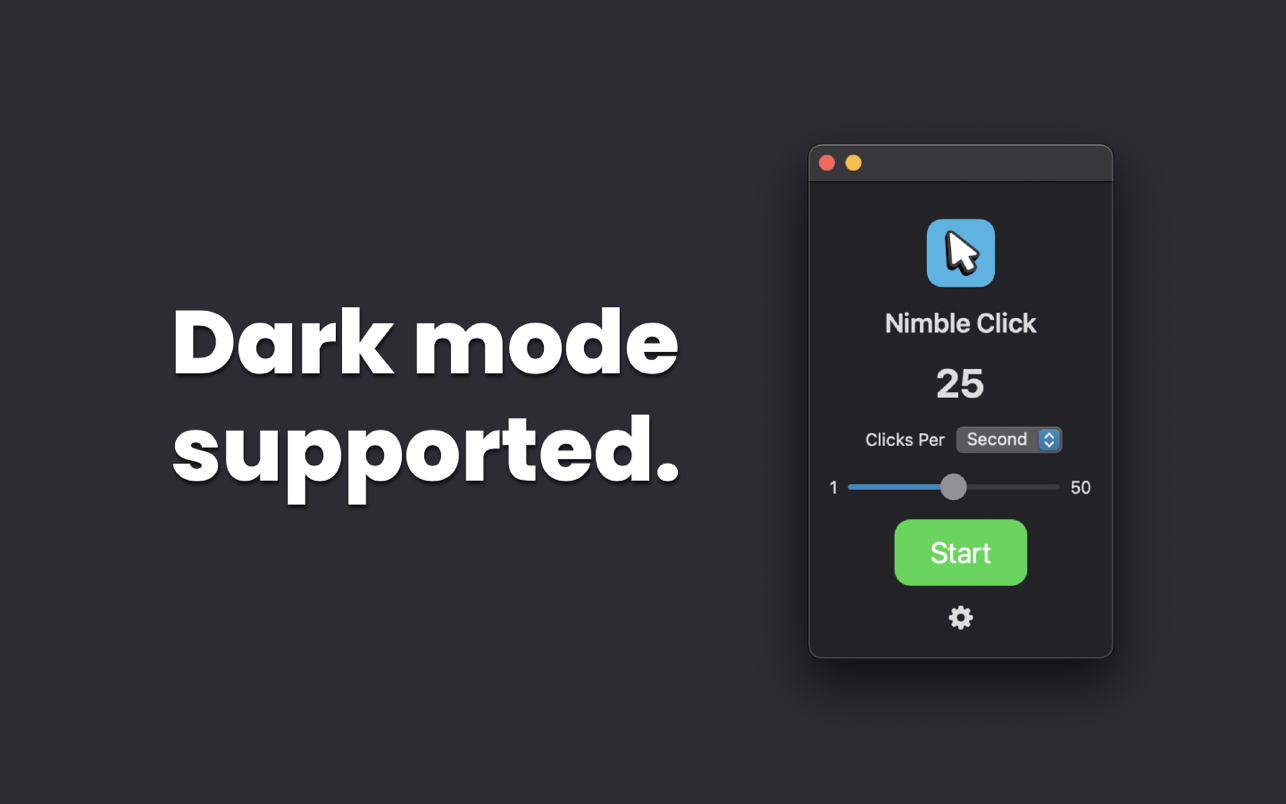 Dark mode
supported.
Nimble Click
25
Clicks Per Second
1 50
Start